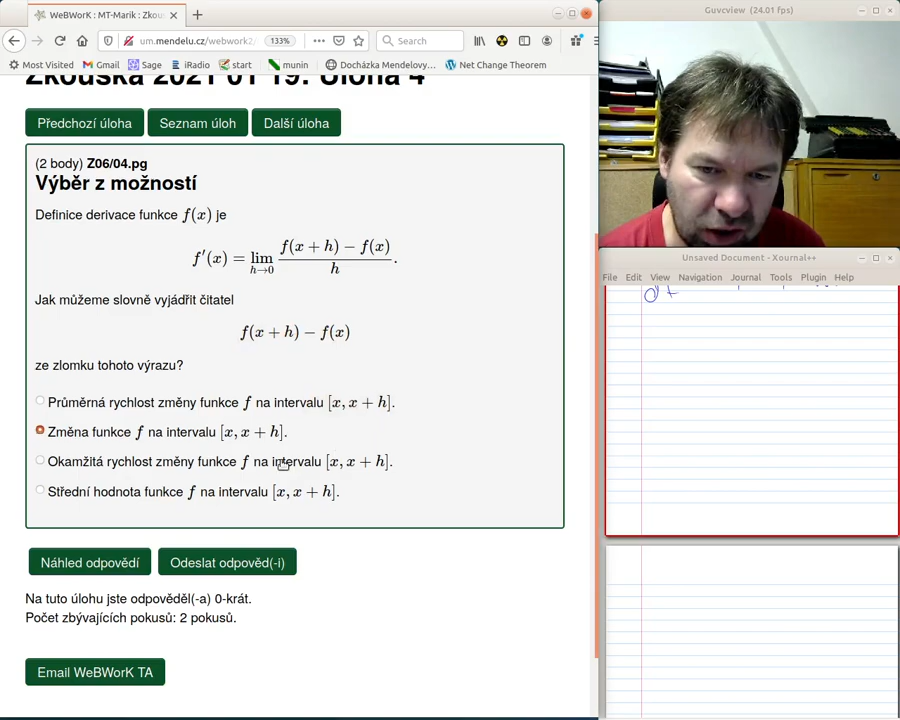 WeBWorK : MT-Marik : Zkou
Guvcview (24.01 fps)
um.mendelu.cz/webwork2/
133%
Search
Most Visited Gmail Sage iRadio start munin Docházka Mendelovy… Net Change Theorem
Zkouška 2021 01 19: Úloha 4
Předchozí úloha Seznam úloh Další úloha
(2 body) Z06/04.pg
Výběr z možností
Definice derivace funkce f(x) je
f′(x) = lim h→0 f(x + h) − f(x) / h.
Jak můžeme slovně vyjádřit čitatel
f(x + h) − f(x)
ze zlomku tohoto výrazu?
Průměrná rychlost změny funkce f na intervalu [x, x + h].
Změna funkce f na intervalu [x, x + h].
Okamžitá rychlost změny funkce f na intervalu [x, x + h].
Střední hodnota funkce f na intervalu [x, x + h].
Náhled odpovědí Odeslat odpověd(-i)
Na tuto úlohu jste odpověděl(-a) 0-krát.
Počet zbývajících pokusů: 2 pokusů.
Email WeBWorK TA
Unsaved Document - Xournal++
File Edit View Navigation Journal Tools Plugin Help